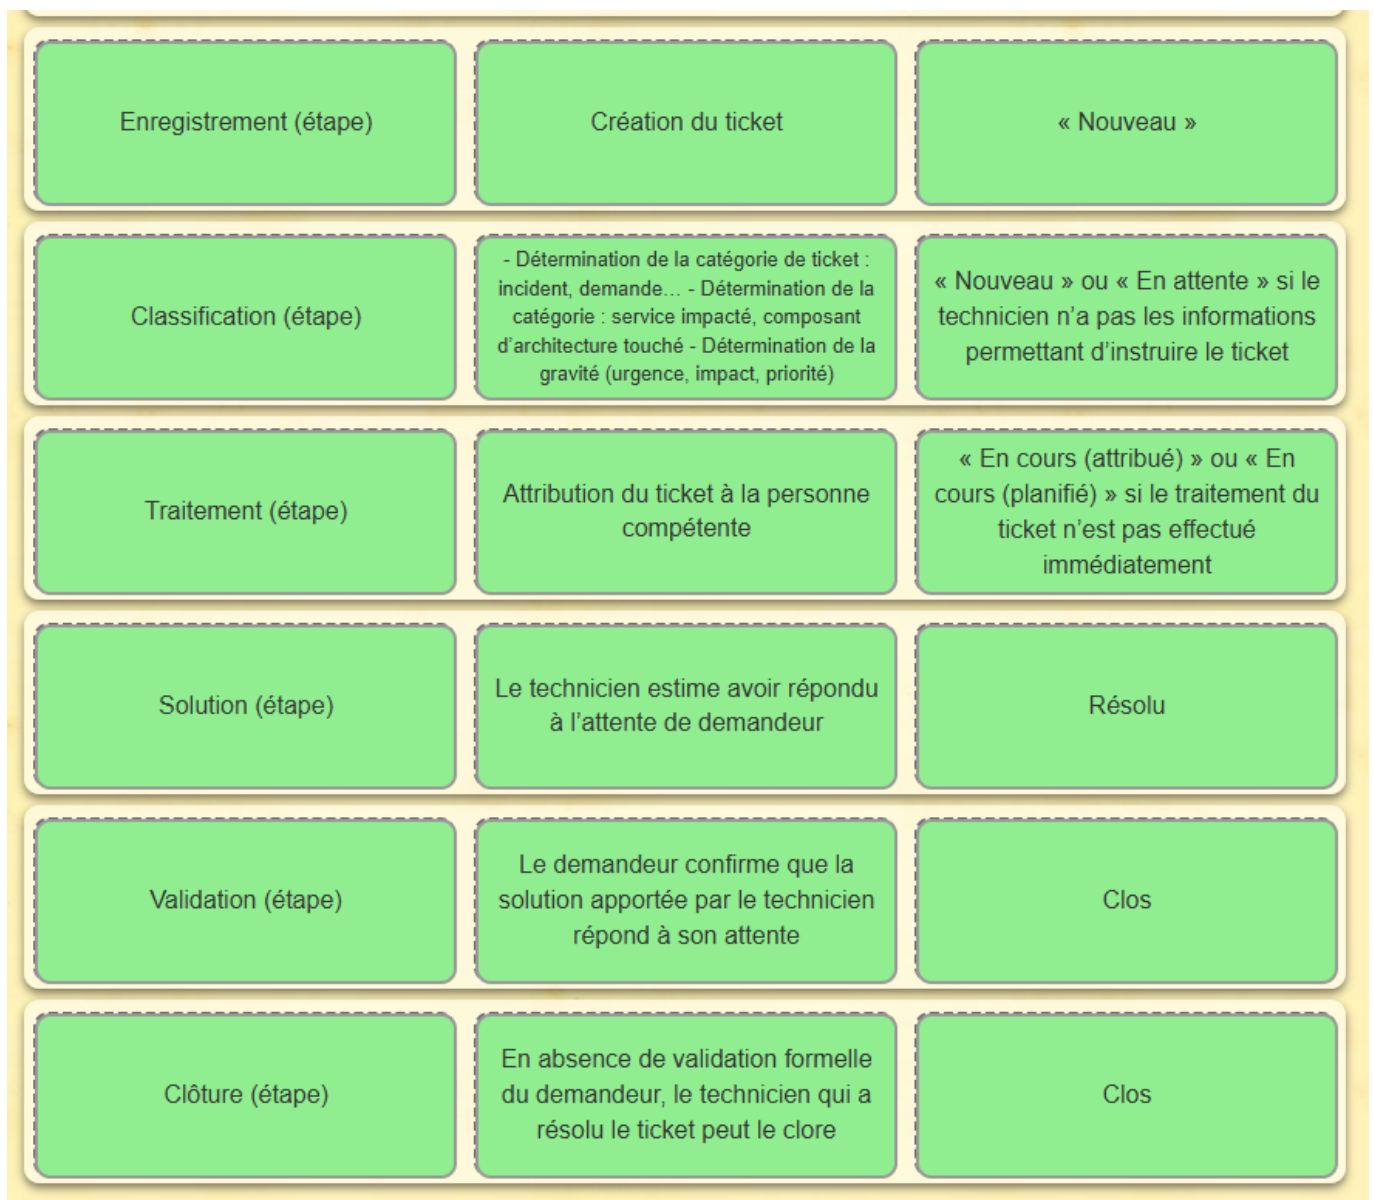 Enregistrement (étape)
Création du ticket
« Nouveau »
Classification (étape)
- Détermination de la catégorie de ticket :
incident, demande... - Détermination de la
catégorie : service impacté, composant
d'architecture touché - Détermination de la
gravité (urgence, impact, priorité)
« Nouveau » ou « En attente » si le
technicien n'a pas les informations
permettant d'instruire le ticket
Traitement (étape)
Attribution du ticket à la personne
compétente
« En cours (attribué) » ou « En
cours (planifié) » si le traitement du
ticket n'est pas effectué
immédiatement
Solution (étape)
Le technicien estime avoir répondu
à l'attente de demandeur
Résolu
Validation (étape)
Le demandeur confirme que la
solution apportée par le technicien
répond à son attente
Clos
Clôture (étape)
En absence de validation formelle
du demandeur, le technicien qui a
résolu le ticket peut le clore
Clos